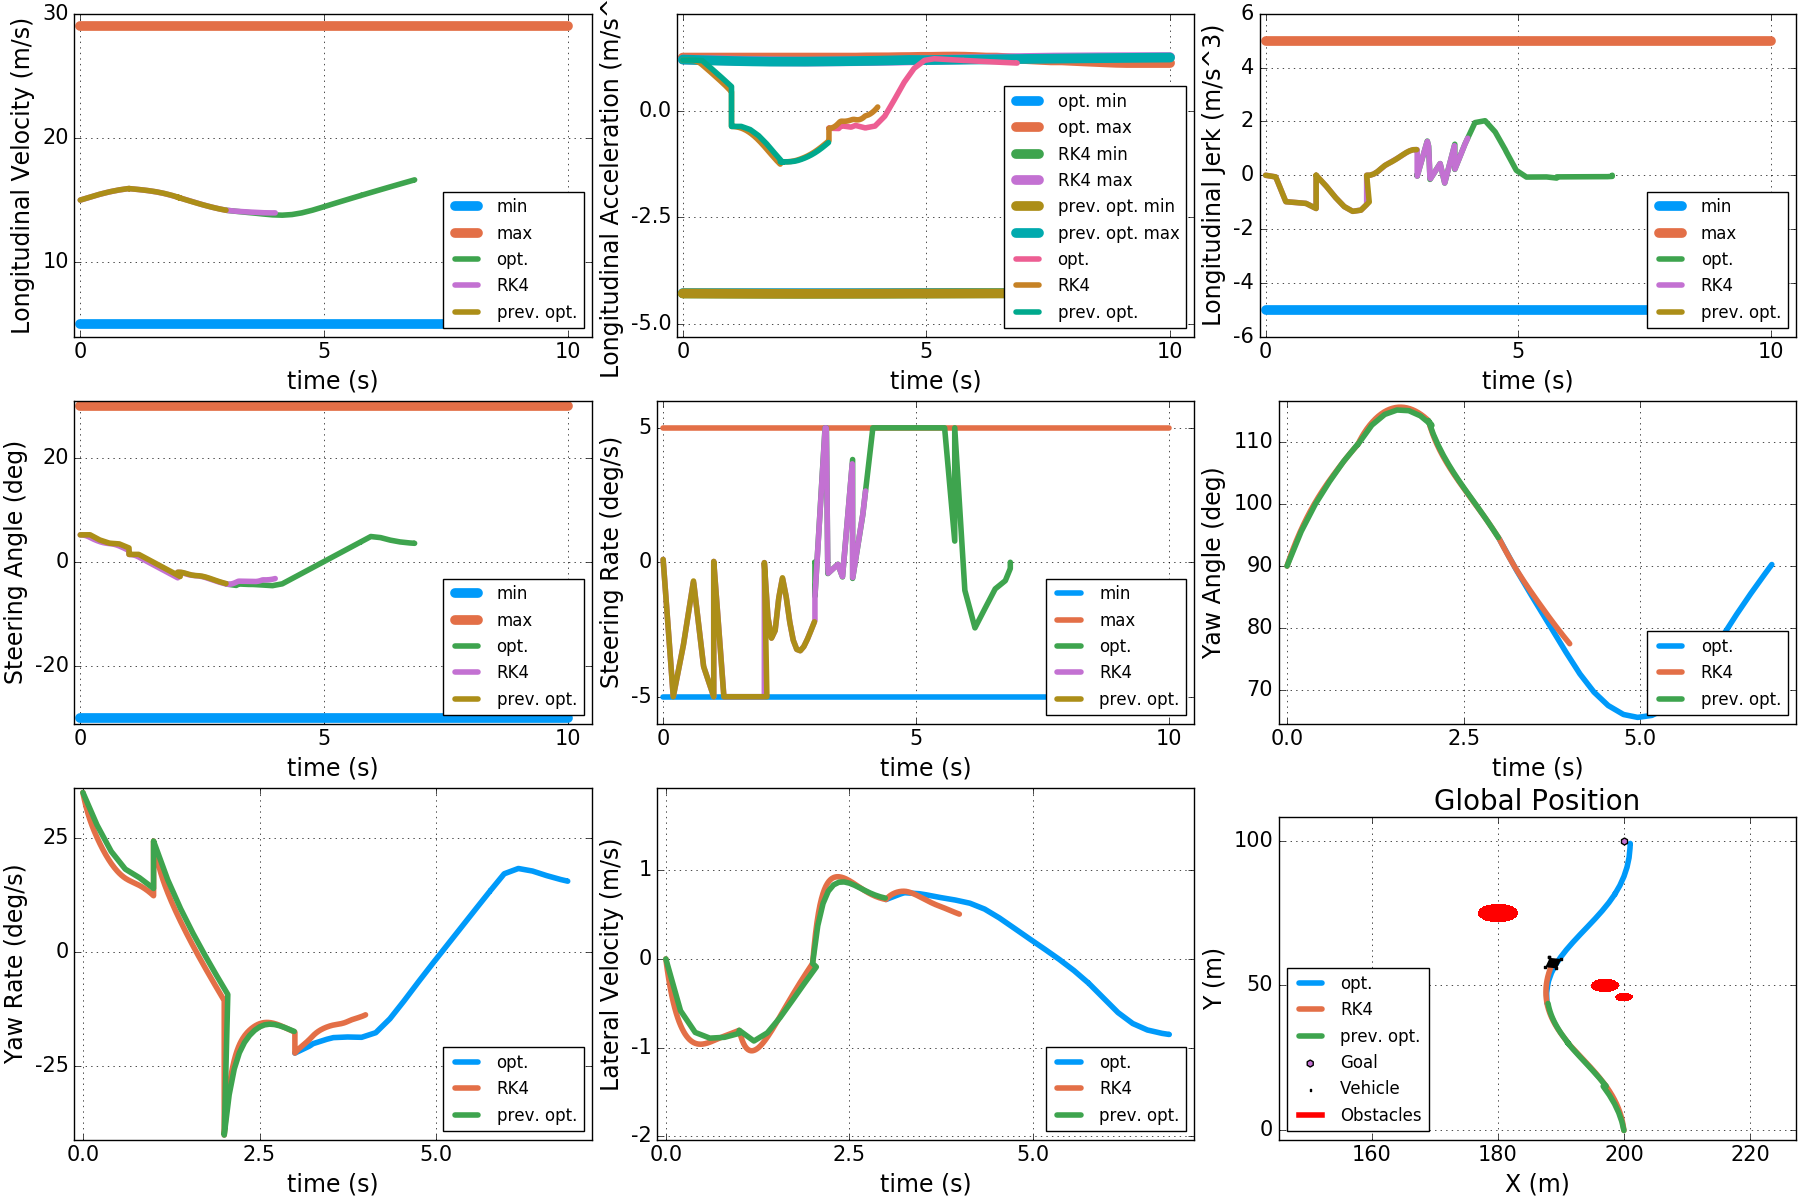 Longitudinal Velocity (m/s)
30
20
10
0
5
10
time (s)
min
max
opt.
RK4
prev. opt.
Longitudinal Acceleration (m/s^
0.0
-2.5
-5.0
0
5
10
time (s)
opt. min
opt. max
RK4 min
RK4 max
prev. opt. min
prev. opt. max
opt.
RK4
prev. opt.
Longitudinal Jerk (m/s^3)
6
4
2
0
-2
-4
-6
0
5
10
time (s)
min
max
opt.
RK4
prev. opt.
Steering Angle (deg)
20
0
-20
0
5
10
time (s)
min
max
opt.
RK4
prev. opt.
Steering Rate (deg/s)
5
0
-5
0
5
10
time (s)
min
max
opt.
RK4
prev. opt.
Yaw Angle (deg)
110
100
90
80
70
0.0
2.5
5.0
time (s)
opt.
RK4
prev. opt.
Yaw Rate (deg/s)
25
0
-25
0.0
2.5
5.0
time (s)
opt.
RK4
prev. opt.
Lateral Velocity (m/s)
1
0
-1
-2
0.0
2.5
5.0
time (s)
opt.
RK4
prev. opt.
Global Position
Y (m)
100
50
0
160
180
200
220
X (m)
opt.
RK4
prev. opt.
Goal
Vehicle
Obstacles